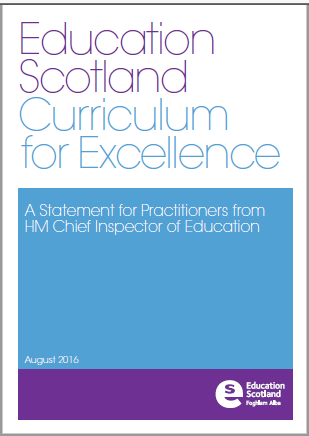 Education
Scotland
Curriculum
for Excellence
A Statement for Practitioners from
HM Chief Inspector of Education
August 2016
Education
Scotland
Foghlam Alba